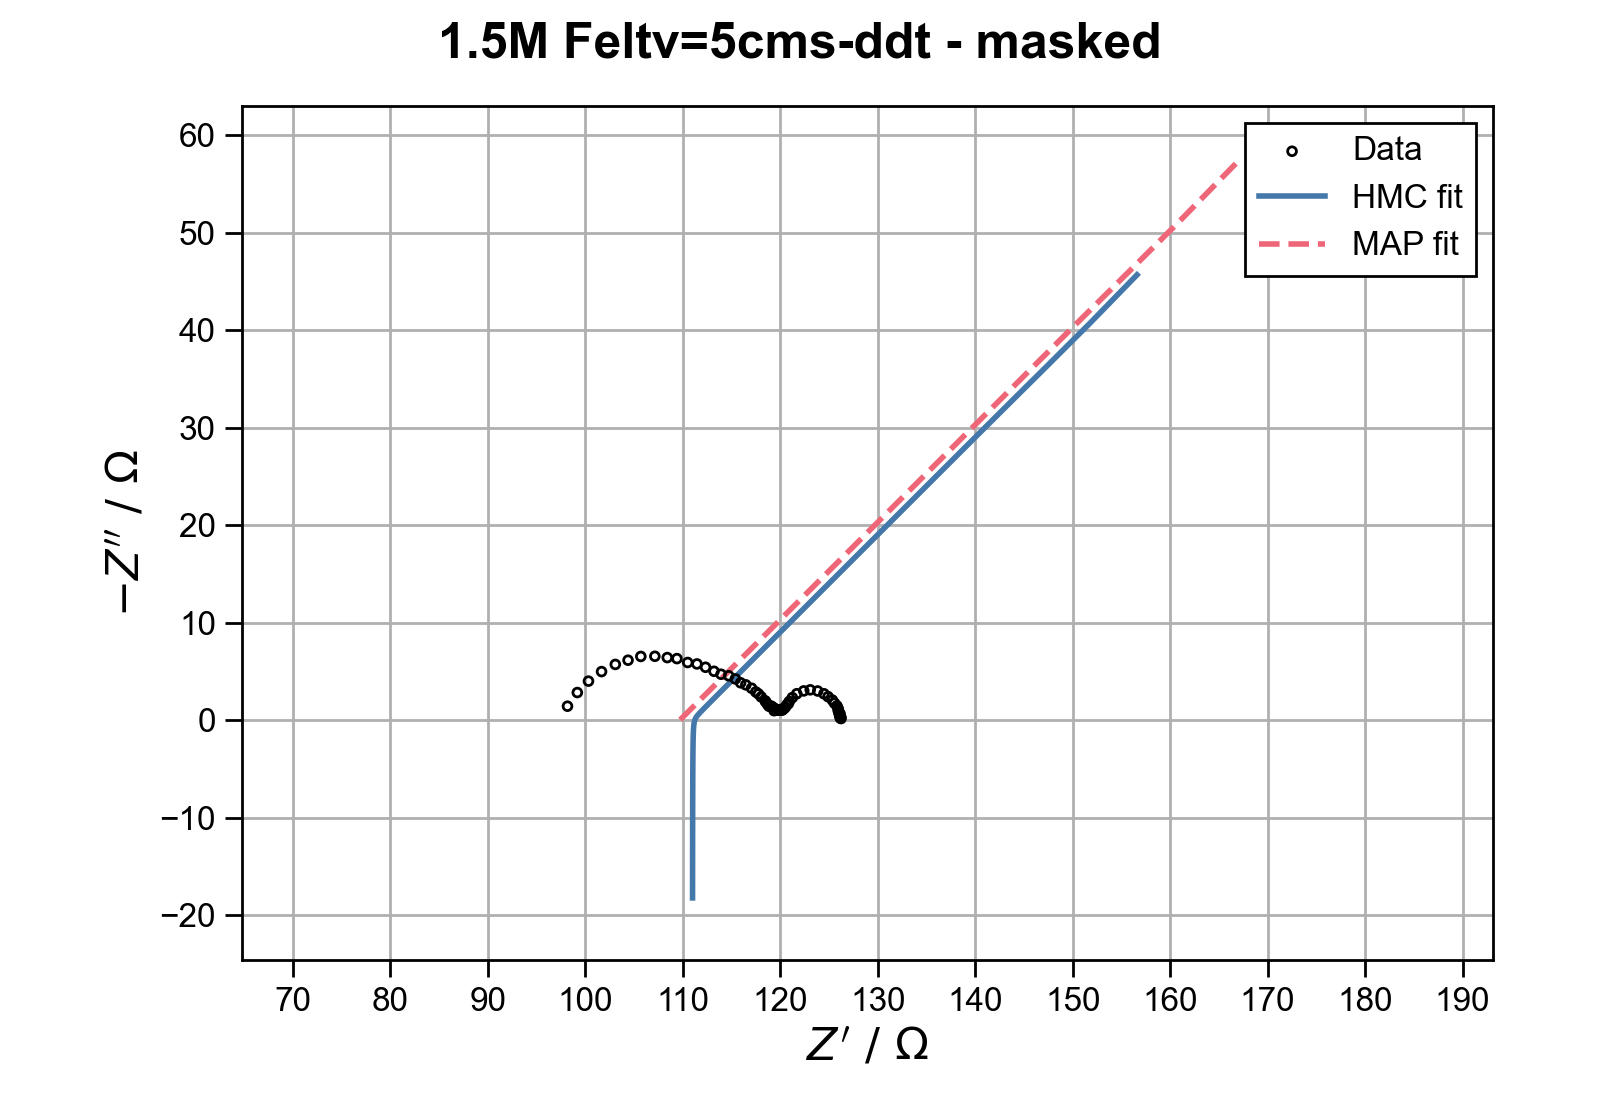 1.5M Feltv=5cms-ddt - masked
60
50
40
30
20
10
0
−10
−20
−Z″ / Ω
Data
HMC fit
MAP fit
70 80 90 100 110 120 130 140 150 160 170 180 190
Z′ / Ω